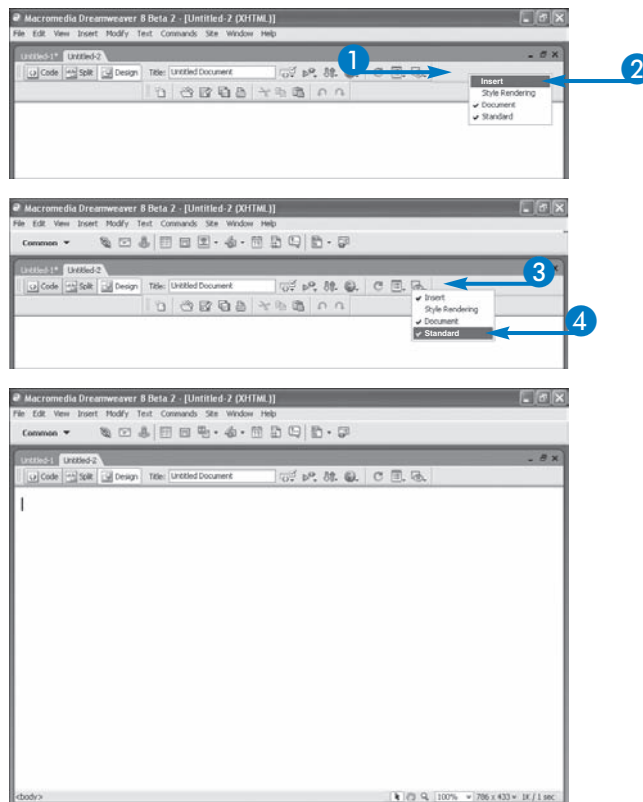 Macromedia Dreamweaver 8 Beta 2 - [Untitled-2 (XHTML)]
File Edit View Insert Modify Text Commands Site Window Help
Untitled-1* Untitled-2
Code Split Design Title: Untitled Document
1
2
Insert
Style Rendering
Document
Standard
Macromedia Dreamweaver 8 Beta 2 - [Untitled-2 (XHTML)]
File Edit View Insert Modify Text Commands Site Window Help
Common
Untitled-1* Untitled-2
Code Split Design Title: Untitled Document
3
Insert
Style Rendering
Document
Standard
4
Macromedia Dreamweaver 8 Beta 2 - [Untitled-2 (XHTML)]
File Edit View Insert Modify Text Commands Site Window Help
Common
Untitled-1 Untitled-2
Code Split Design Title: Untitled Document
<body> 100% 786 x 433 1K / 1 sec